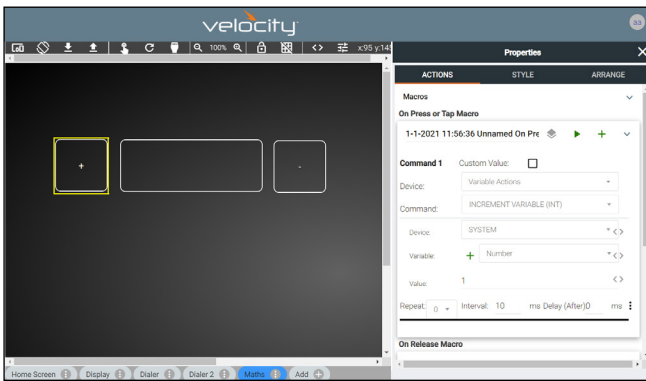 velocity
aa
100%
x:95 y:145
Properties
X
ACTIONS STYLE ARRANGE
Macros
On Press or Tap Macro
1-1-2021 11:56:36 Unnamed On Pre
+
Command 1 Custom Value:
Device: Variable Actions
Command: INCREMENT VARIABLE (INT)
Device: SYSTEM
Variable: + Number
Value: 1
Repeat: 0 Interval: 10 ms Delay (After)0 ms
On Release Macro
+
-
Home Screen Display Dialer Dialer 2 Maths Add